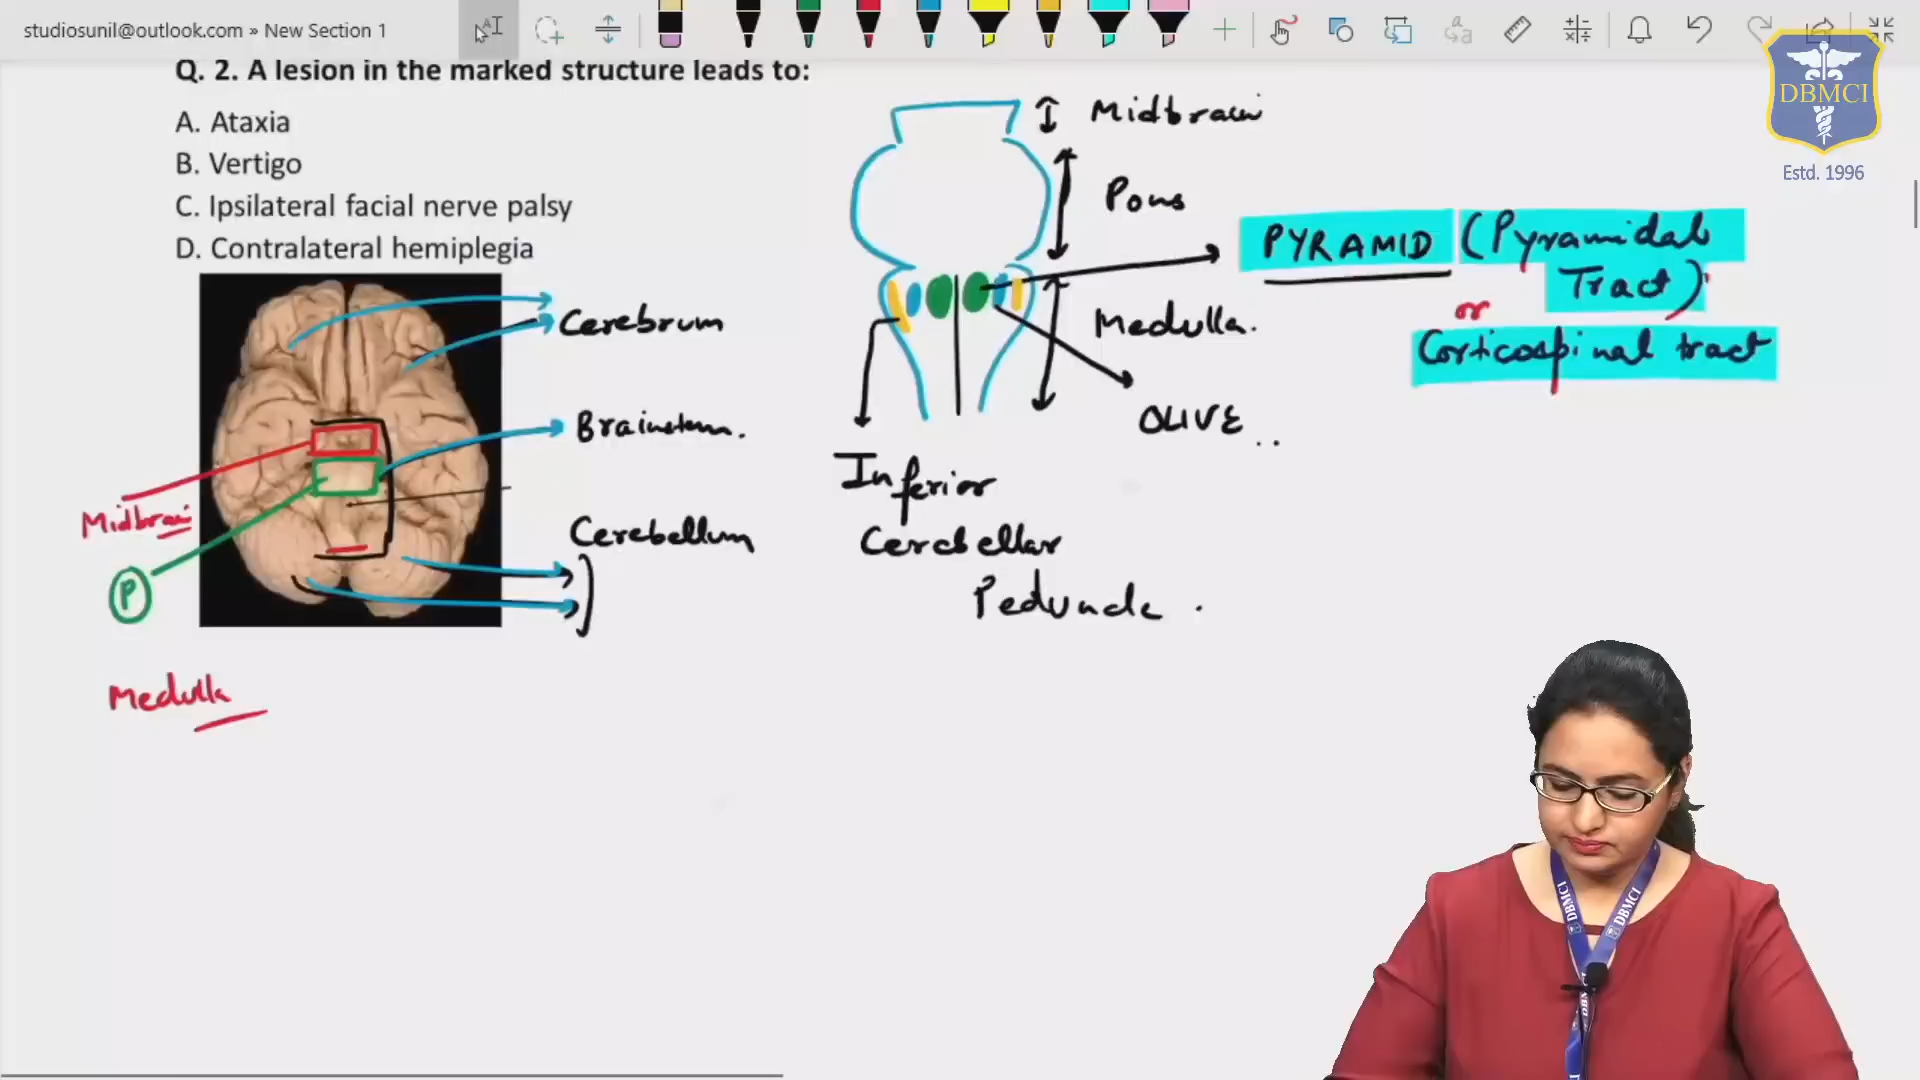 studiosunil@outlook.com » New Section 1
Q. 2. A lesion in the marked structure leads to:
A. Ataxia
B. Vertigo
C. Ipsilateral facial nerve palsy
D. Contralateral hemiplegia
Cerebrum
Brainstem.
Cerebellum
Midbrain
P
Medulla
Midbrain
Pons
Medulla.
OLIVE ..
Inferior
Cerebellar
Peduncle .
PYRAMID (Pyramidal
Tract)
or
Corticospinal tract
DBMCI
Estd. 1996
DBMCI
DBMCI
DBMCI